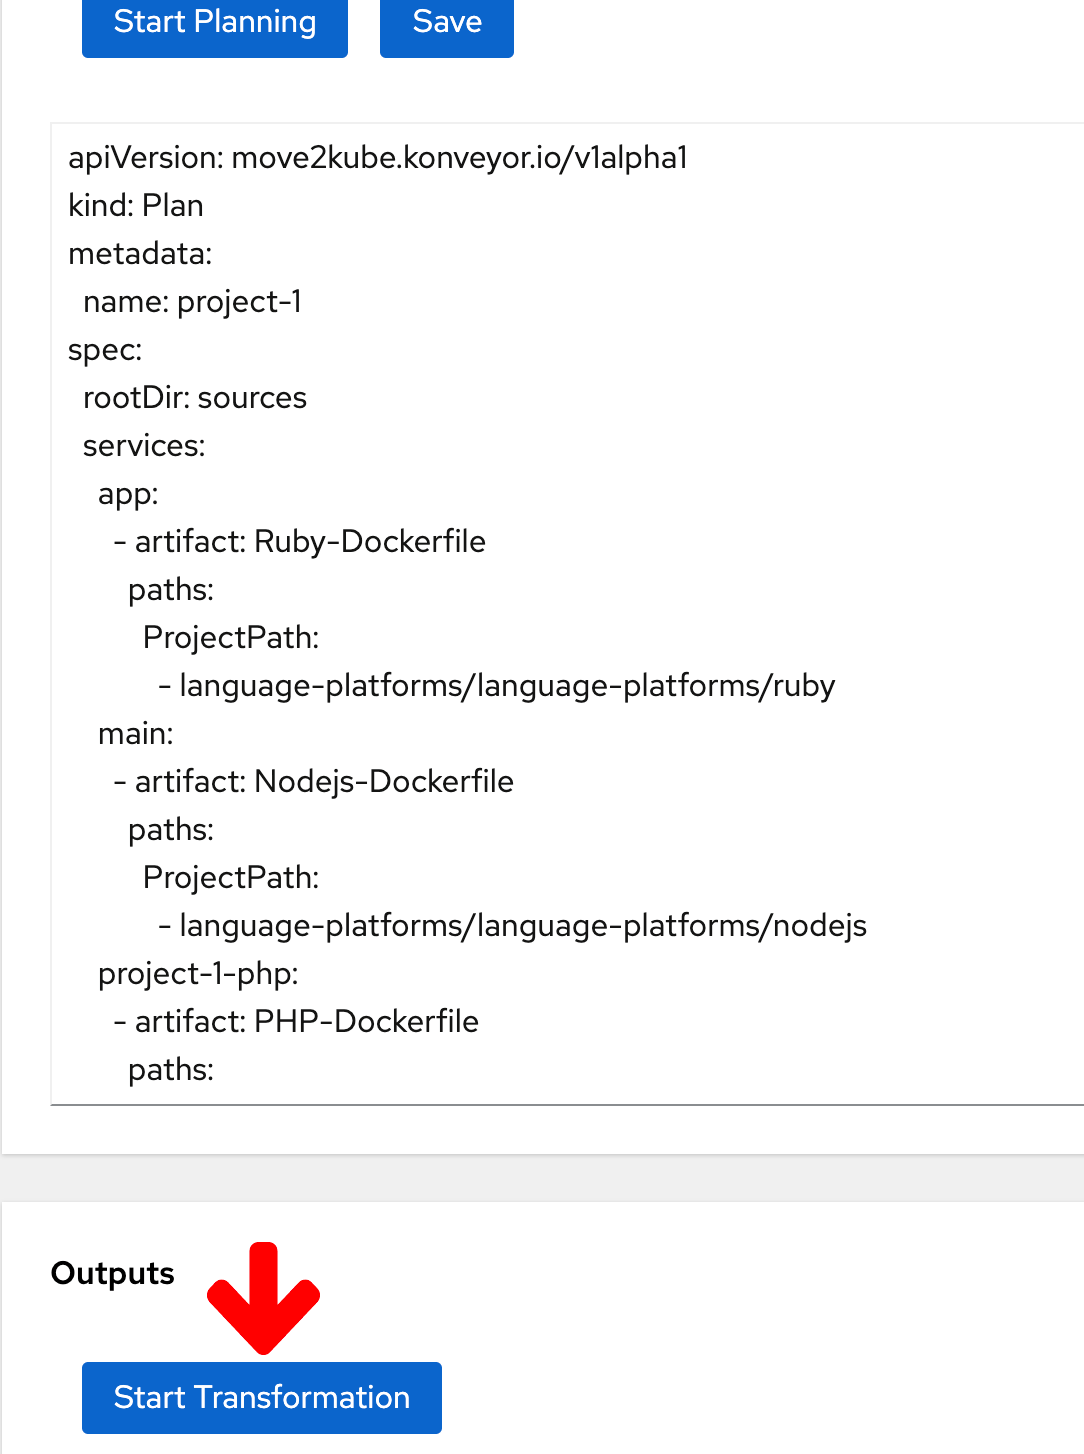 Start Planning Save
apiVersion: move2kube.konveyor.io/v1alpha1
kind: Plan
metadata:
  name: project-1
spec:
  rootDir: sources
  services:
    app:
      - artifact: Ruby-Dockerfile
        paths:
          ProjectPath:
            - language-platforms/language-platforms/ruby
    main:
      - artifact: Nodejs-Dockerfile
        paths:
          ProjectPath:
            - language-platforms/language-platforms/nodejs
    project-1-php:
      - artifact: PHP-Dockerfile
        paths:
Outputs
Start Transformation